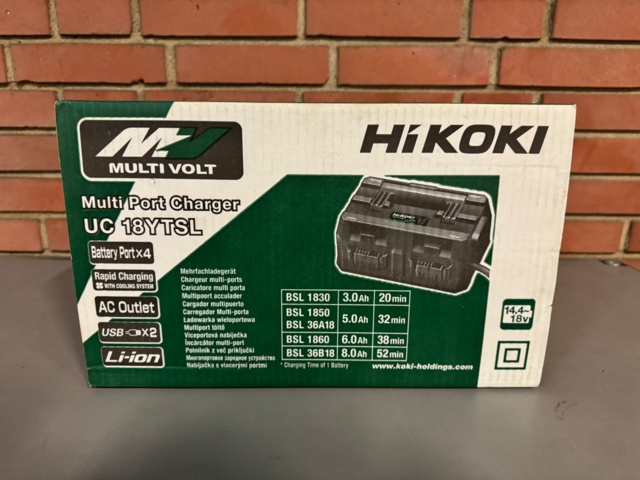 MV
MULTI VOLT
HiKOKI
Multi Port Charger
UC 18YTSL
Battery Port×4
Rapid Charging
WITH COOLING SYSTEM
AC Outlet
USB ×2
Li-ion
Mehrfachladegerät
Chargeur multi-ports
Caricatore multi porta
Multipoort acculader
Cargador multipuerto
Carregador Multi-porta
Ładowarka wieloportowa
Multiport töltő
Víceportová nabíječka
Încărcător multi-port
Polnilnik z več priključki
Многопортовое зарядное устройство
Nabíjačka s viacerými portmi
HiKOKI
BSL 1830 3.0Ah 20min
BSL 1850
BSL 36A18 5.0Ah 32min
BSL 1860 6.0Ah 38min
BSL 36B18 8.0Ah 52min
* Charging Time of 1 Battery
www.koki-holdings.com
14.4~
18V